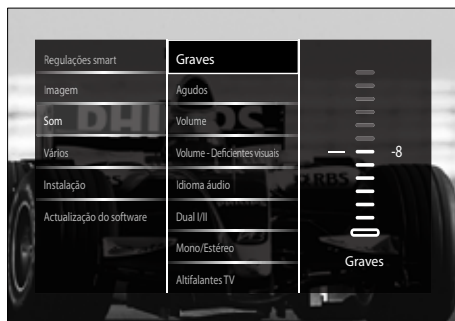 Regulações smart
Imagem
Som
Vários
Instalação
Actualização do software
Graves
Agudos
Volume
Volume - Deficientes visuais
Idioma áudio
Dual I/II
Mono/Estéreo
Altifalantes TV
-8
Graves
RBS